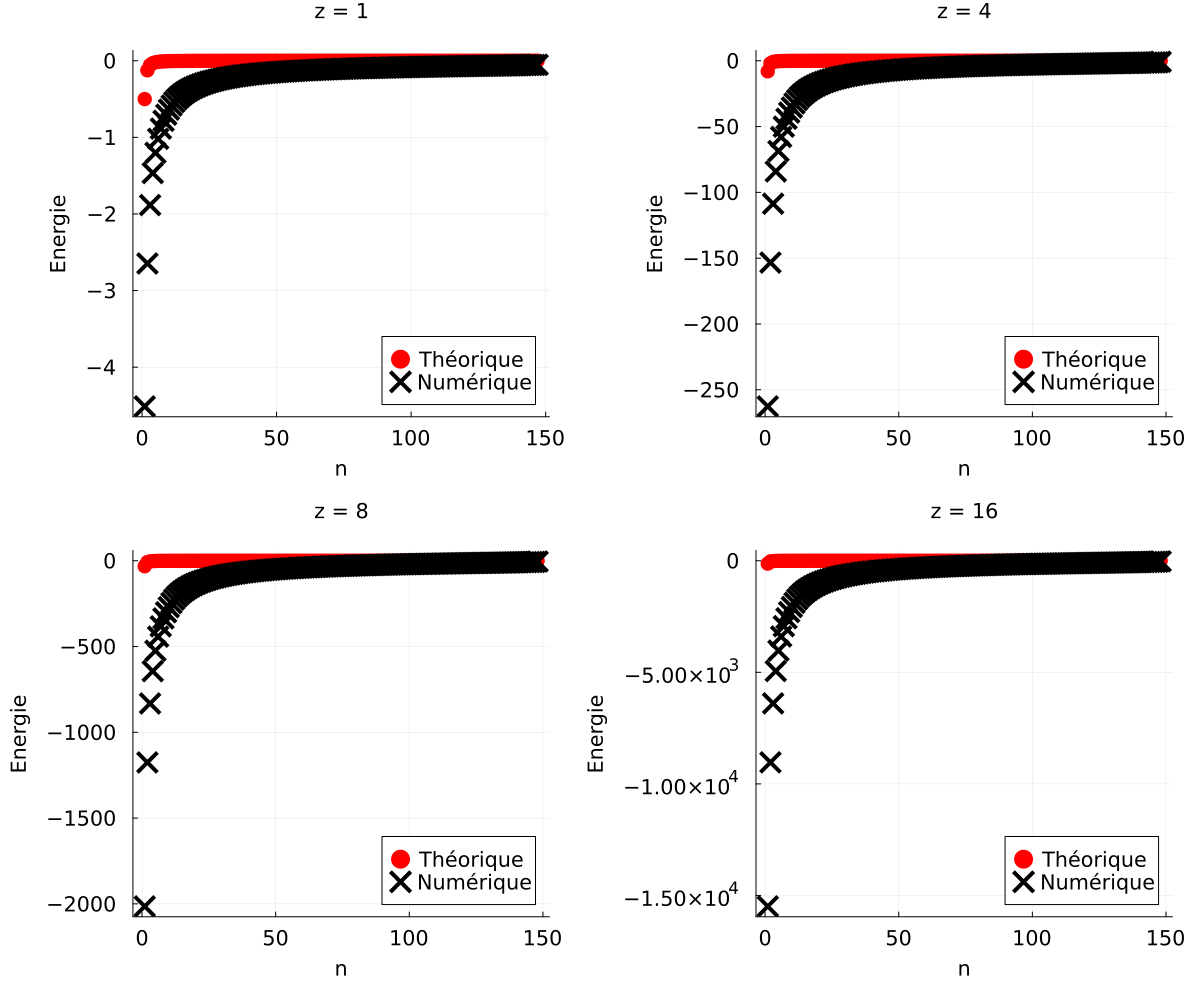 z = 1
0
−1
−2
−3
−4
Energie
Théorique
Numérique
0 50 100 150
n
z = 4
0
−50
−100
−150
−200
−250
Energie
Théorique
Numérique
0 50 100 150
n
z = 8
0
−500
−1000
−1500
−2000
Energie
Théorique
Numérique
0 50 100 150
n
z = 16
0
−5.00×10³
−1.00×10⁴
−1.50×10⁴
Energie
Théorique
Numérique
0 50 100 150
n